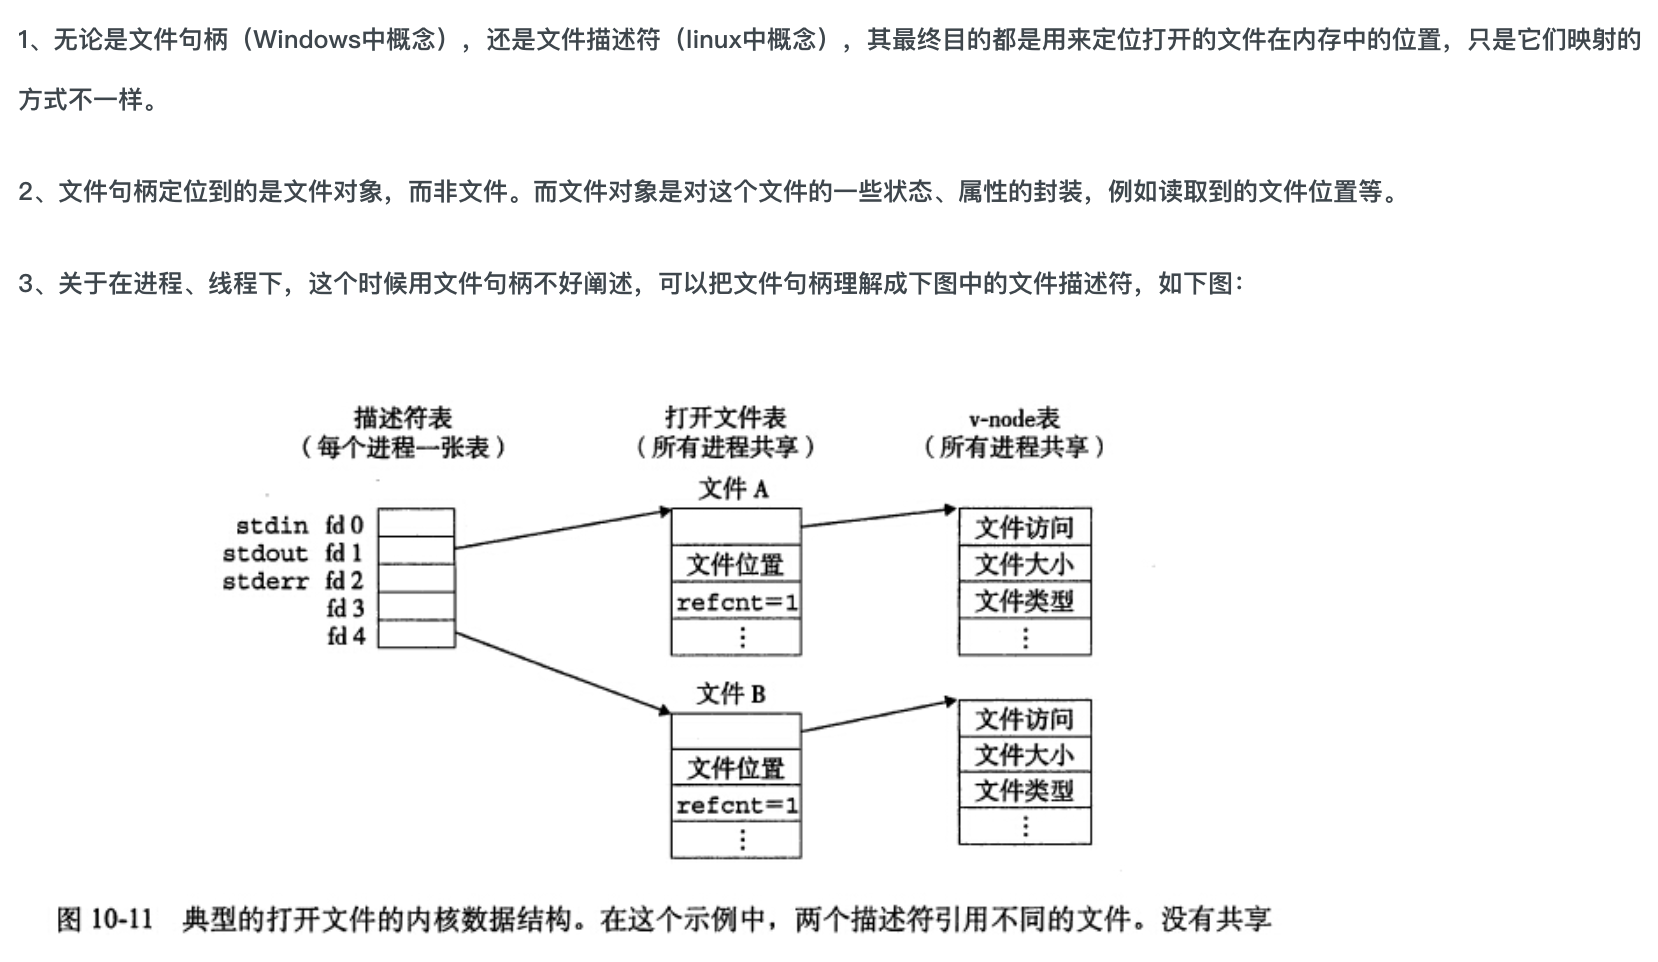 1、无论是文件句柄（Windows中概念），还是文件描述符（linux中概念），其最终目的都是用来定位打开的文件在内存中的位置，只是它们映射的
方式不一样。
2、文件句柄定位到的是文件对象，而非文件。而文件对象是对这个文件的一些状态、属性的封装，例如读取到的文件位置等。
3、关于在进程、线程下，这个时候用文件句柄不好阐述，可以把文件句柄理解成下图中的文件描述符，如下图：
描述符表
（每个进程一张表）
打开文件表
（所有进程共享）
v-node表
（所有进程共享）
stdin fd 0
stdout fd 1
stderr fd 2
fd 3
fd 4
文件 A
文件位置
refcnt=1
⋮
文件访问
文件大小
文件类型
⋮
文件 B
文件位置
refcnt=1
⋮
文件访问
文件大小
文件类型
⋮
图 10-11 典型的打开文件的内核数据结构。在这个示例中，两个描述符引用不同的文件。没有共享